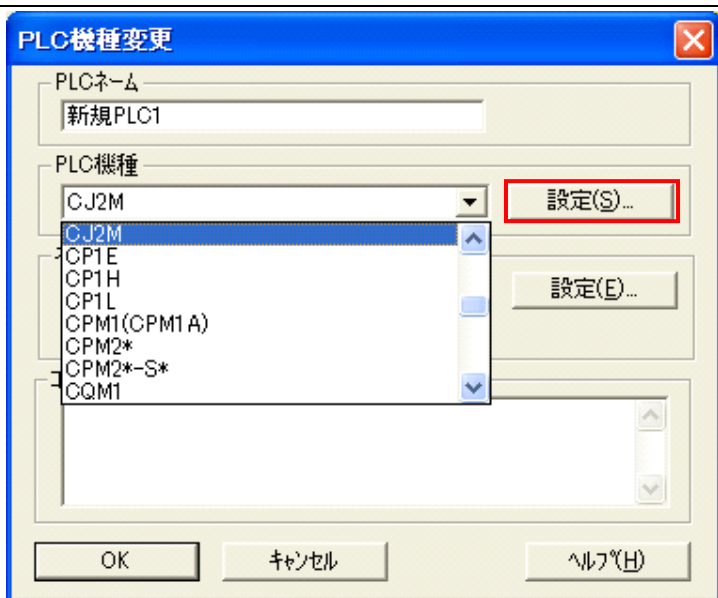 PLC機種変更
PLCネーム
新規PLC1
PLC機種
CJ2M
設定(S)...
CJ2M
CP1E
CP1H
CP1L
CPM1(CPM1A)
CPM2*
CPM2*-S*
CQM1
設定(E)...
OK
キャンセル
ヘルプ(H)